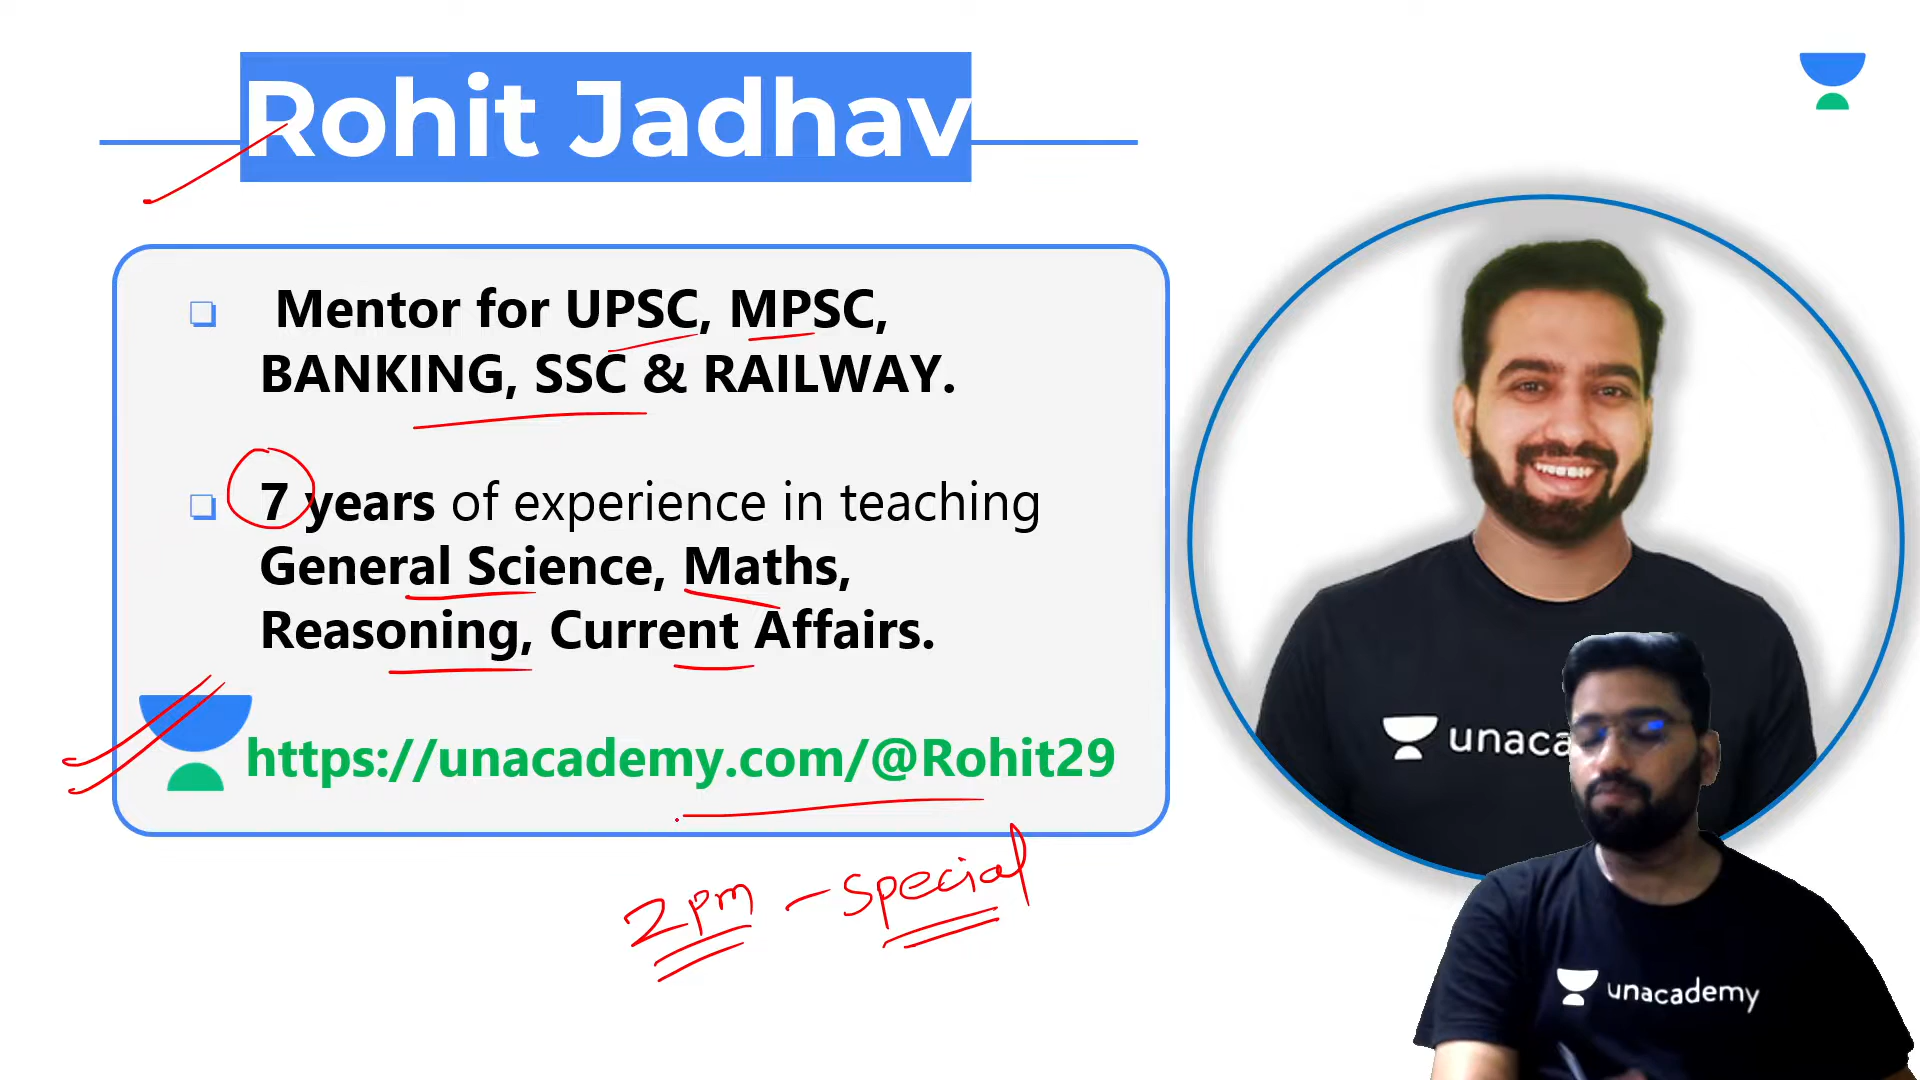 Rohit Jadhav
Mentor for UPSC, MPSC,
BANKING, SSC & RAILWAY.
7 years of experience in teaching
General Science, Maths,
Reasoning, Current Affairs.
https://unacademy.com/@Rohit29
2pm - special
unaca
unacademy